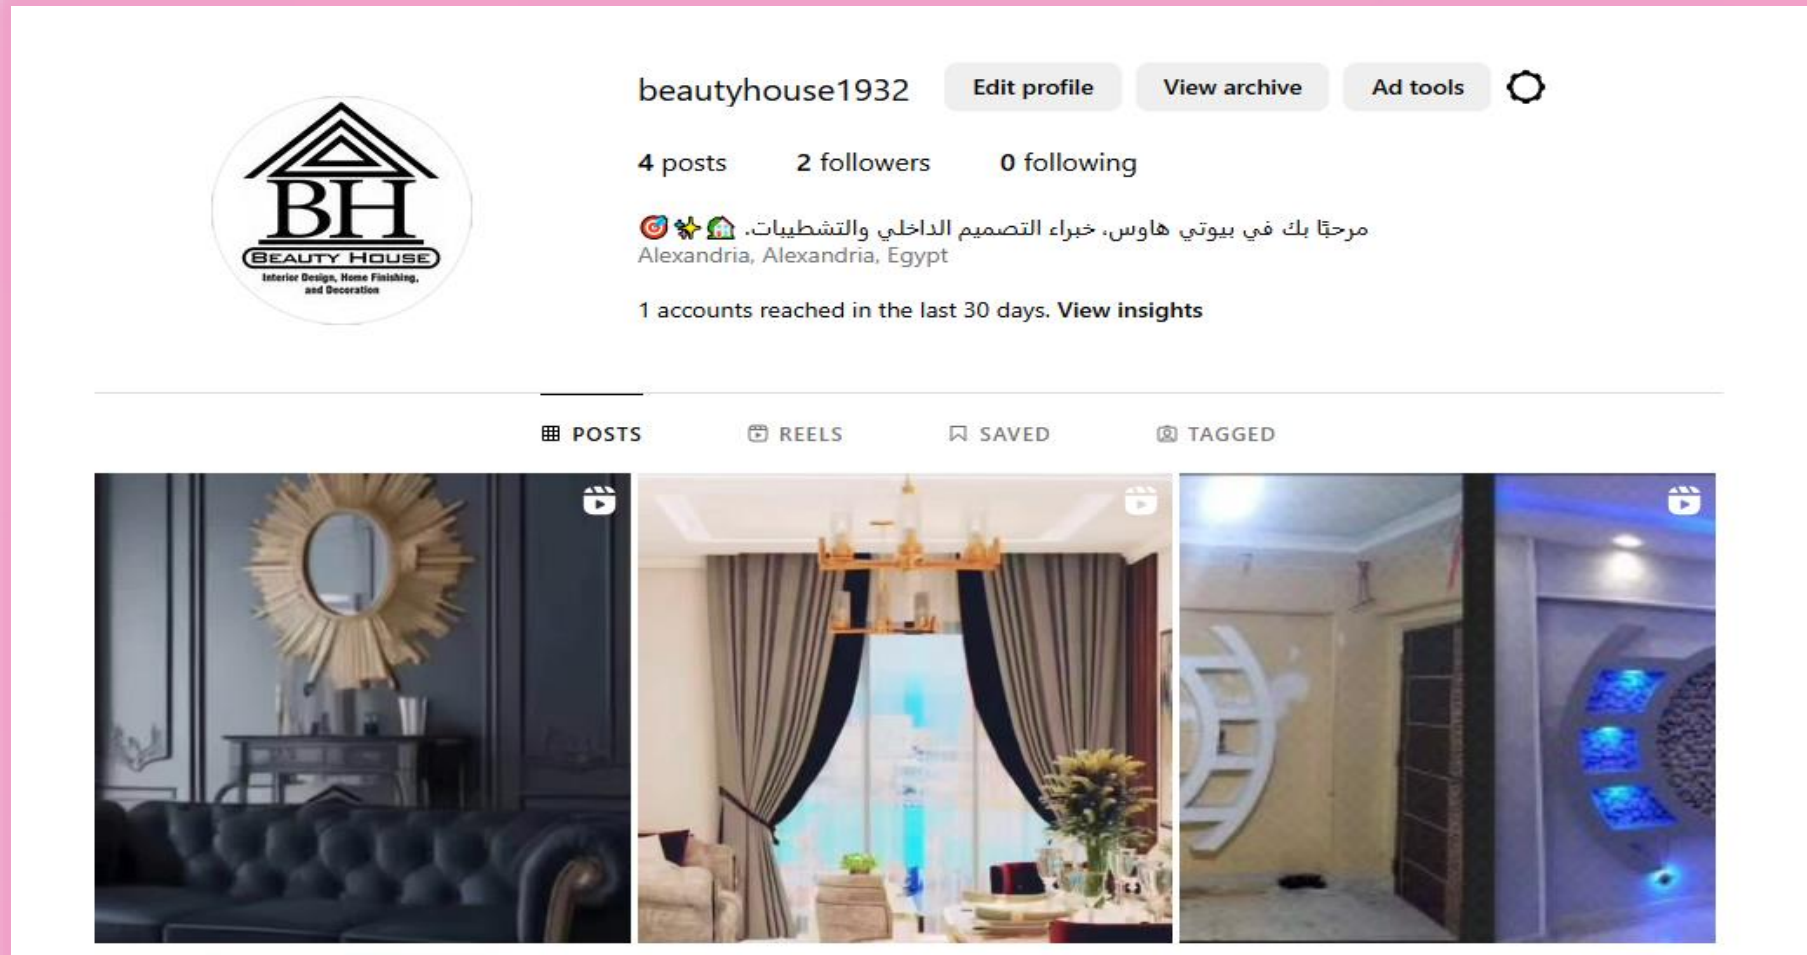 beautyhouse1932 Edit profile View archive Ad tools
4 posts 2 followers 0 following
مرحبًا بك في بيوتي هاوس، خبراء التصميم الداخلي والتشطيبات. 🏡✨🎯
Alexandria, Alexandria, Egypt
1 accounts reached in the last 30 days. View insights
BH
BEAUTY HOUSE
Interior Design, Home Finishing,
and Decoration
POSTS REELS SAVED TAGGED